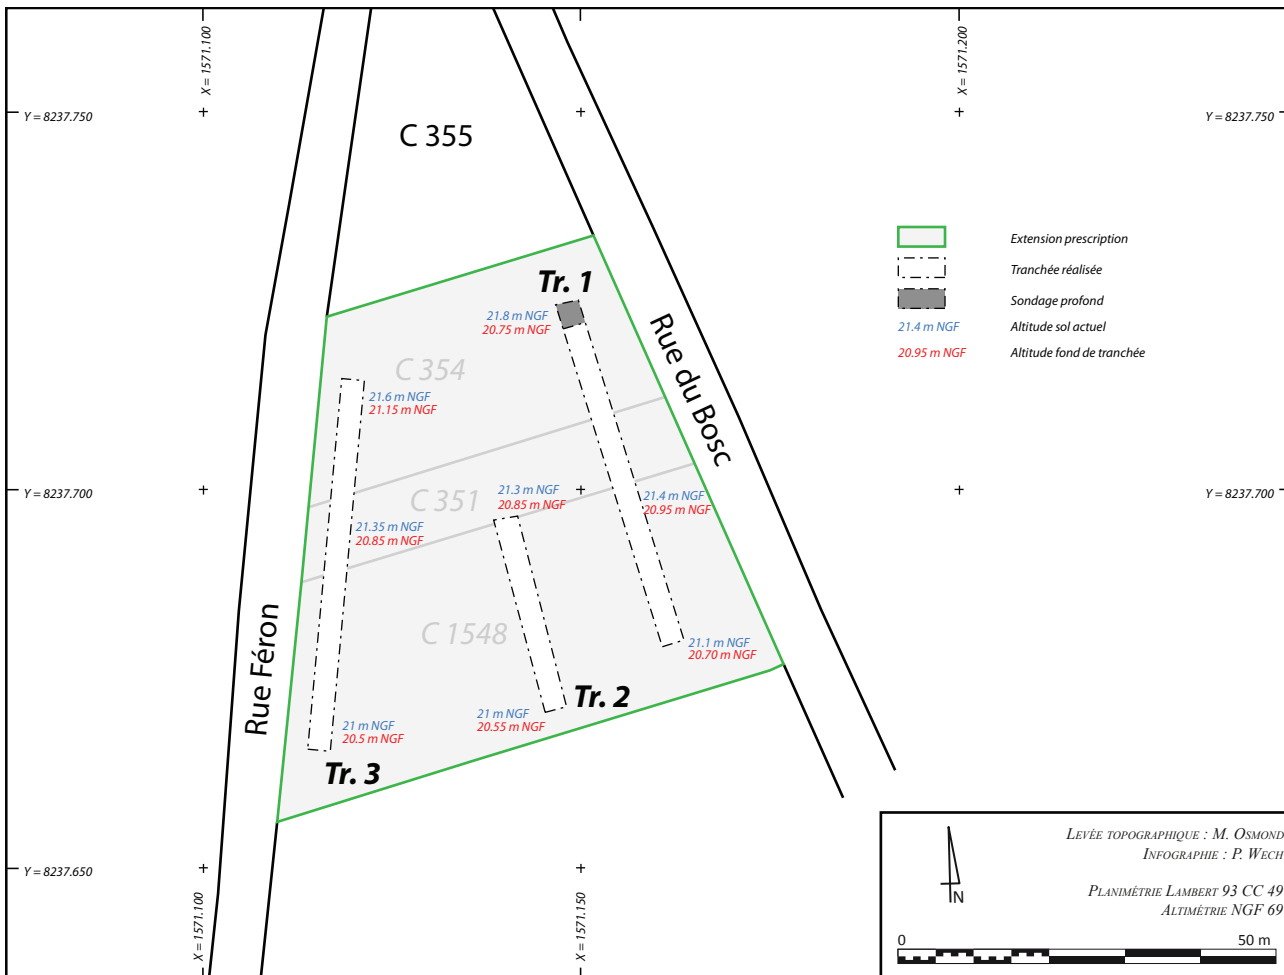 X = 1571.100
X = 1571.200
Y = 8237.750
Y = 8237.750
C 355
Extension prescription
Tranchée réalisée
Sondage profond
21.4 m NGF
Altitude sol actuel
20.95 m NGF
Altitude fond de tranchée
Tr. 1
21.8 m NGF
20.75 m NGF
Rue du Bosc
C 354
21.6 m NGF
21.15 m NGF
Y = 8237.700
Y = 8237.700
C 351
21.3 m NGF
20.85 m NGF
21.4 m NGF
20.95 m NGF
21.35 m NGF
20.85 m NGF
C 1548
21.1 m NGF
20.70 m NGF
Rue Féron
Tr. 2
21 m NGF
20.55 m NGF
21 m NGF
20.5 m NGF
Tr. 3
Y = 8237.650
X = 1571.100
X = 1571.150
LEVÉE TOPOGRAPHIQUE : M. OSMOND
INFOGRAPHIE : P. WECH
PLANIMÉTRIE LAMBERT 93 CC 49
ALTIMÉTRIE NGF 69
N
0
50 m